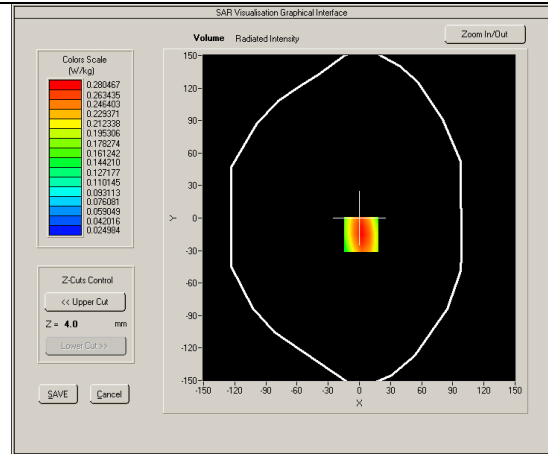 SAR Visualisation Graphical Interface
Volume Radiated Intensity
Zoom In/Out
Colors Scale
(W/kg)
0.280467
0.263435
0.246403
0.229371
0.212338
0.195306
0.178274
0.161242
0.144210
0.127177
0.110145
0.093113
0.076081
0.059049
0.042016
0.024984
Z-Cuts Control
<< Upper Cut
Z = 4.0 mm
Lower Cut >>
SAVE Cancel
150
120
90
60
30
0
-30
-60
-90
-120
-150
Y
-150 -120 -90 -60 -30 0 30 60 90 120 150
X